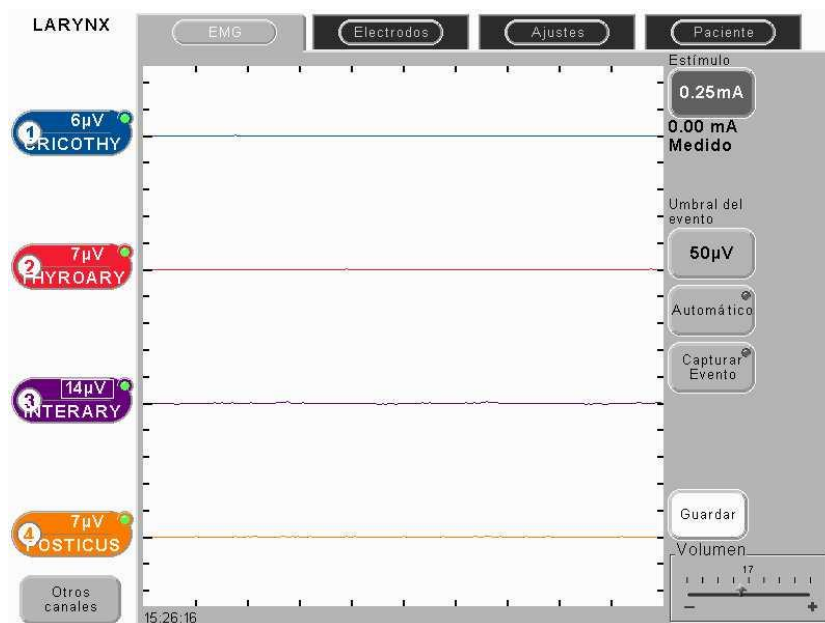 LARYNX
EMG
Electrodos
Ajustes
Paciente
Estímulo
0.25mA
0.00 mA
Medido
1
6µV
CRICOTHY
Umbral del
evento
50µV
2
7µV
THYROARY
Automático
Capturar
Evento
3
14µV
INTERARY
Guardar
4
7µV
POSTICUS
Volumen
17
- +
Otros
canales
15:26:16